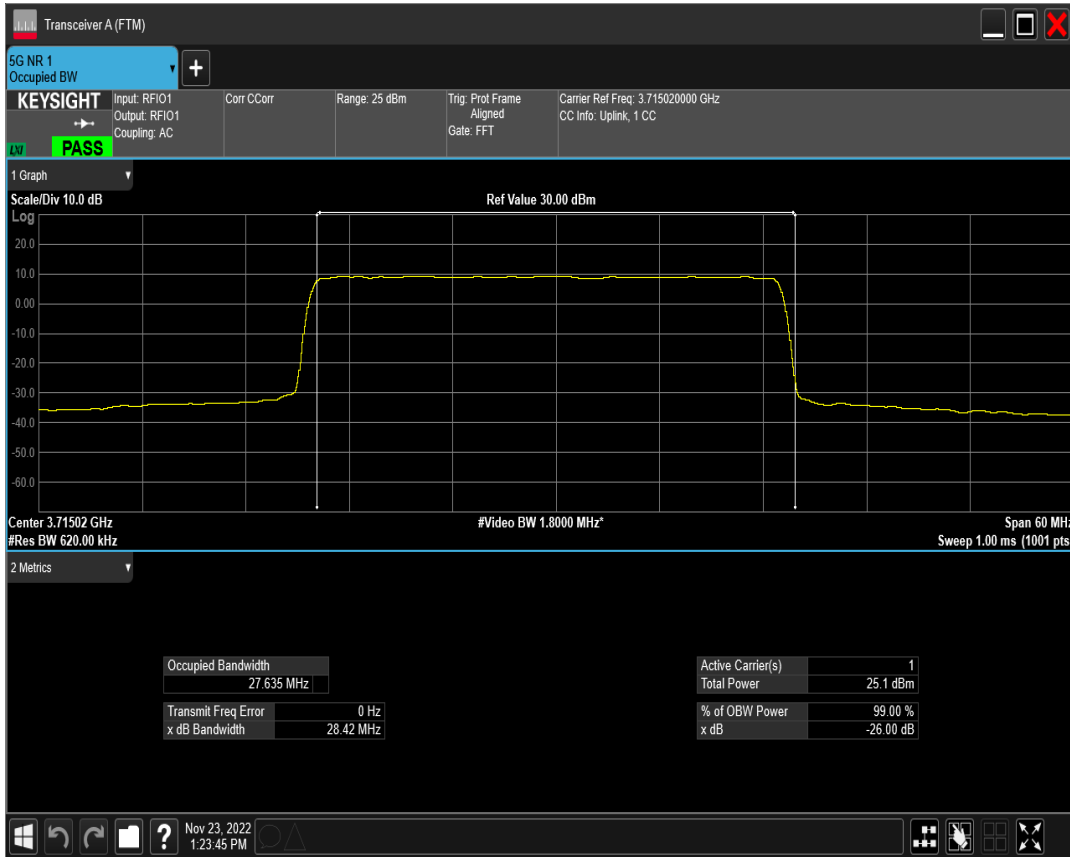 Transceiver A (FTM)
5G NR 1
Occupied BW
+
KEYSIGHT
LXI
PASS
Input: RFIO1
Output: RFIO1
Coupling: AC
Corr CCorr
Range: 25 dBm
Trig: Prot Frame
Aligned
Gate: FFT
Carrier Ref Freq: 3.715020000 GHz
CC Info: Uplink, 1 CC
1 Graph
Scale/Div 10.0 dB
Ref Value 30.00 dBm
Log
20.0
10.0
0.00
-10.0
-20.0
-30.0
-40.0
-50.0
-60.0
Center 3.71502 GHz
#Video BW 1.8000 MHz*
Span 60 MHz
#Res BW 620.00 kHz
Sweep 1.00 ms (1001 pts
2 Metrics
Occupied Bandwidth
27.635 MHz
Transmit Freq Error 0 Hz
x dB Bandwidth 28.42 MHz
Active Carrier(s) 1
Total Power 25.1 dBm
% of OBW Power 99.00 %
x dB -26.00 dB
?
Nov 23, 2022
1:23:45 PM